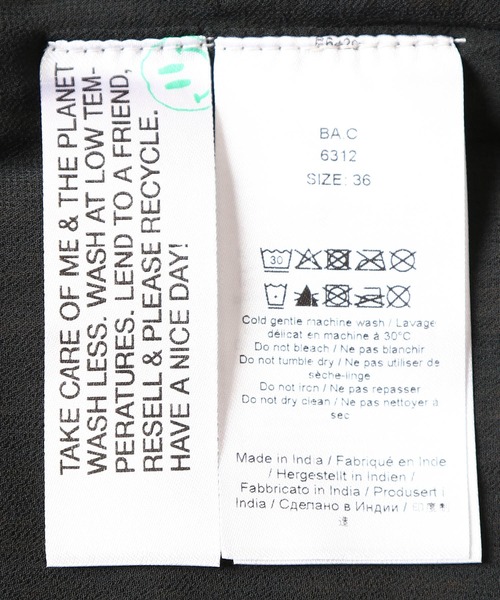 TAKE CARE OF ME & THE PLANET
WASH LESS. WASH AT LOW TEM-
PERATURES. LEND TO A FRIEND,
RESELL & PLEASE RECYCLE.
HAVE A NICE DAY!
BA.C
6312
SIZE: 36
30
Cold gentle machine wash / Lavage
délicat en machine à 30°C
Do not bleach / Ne pas blanchir
Do not tumble dry / Ne pas utiliser de
sèche-linge
Do not iron / Ne pas repasser
Do not dry clean / Ne pas nettoyer à
sec
Made in India / Fabriqué en Inde
/ Hergestellt in Indien /
Fabbricato in India / Produsert i
India / Сделано в Индии / 印度制
造